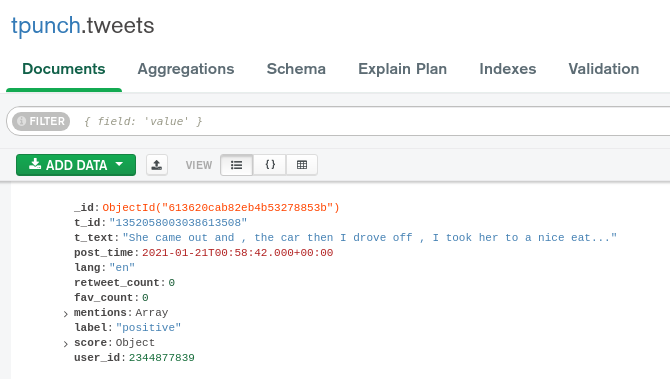 tpunch.tweets
Documents Aggregations Schema Explain Plan Indexes Validation
FILTER { field: 'value' }
ADD DATA VIEW {}
_id: ObjectId("613620cab82eb4b53278853b")
t_id: "1352058003038613508"
t_text: "She came out and , the car then I drove off , I took her to a nice eat..."
post_time: 2021-01-21T00:58:42.000+00:00
lang: "en"
retweet_count: 0
fav_count: 0
mentions: Array
label: "positive"
score: Object
user_id: 2344877839